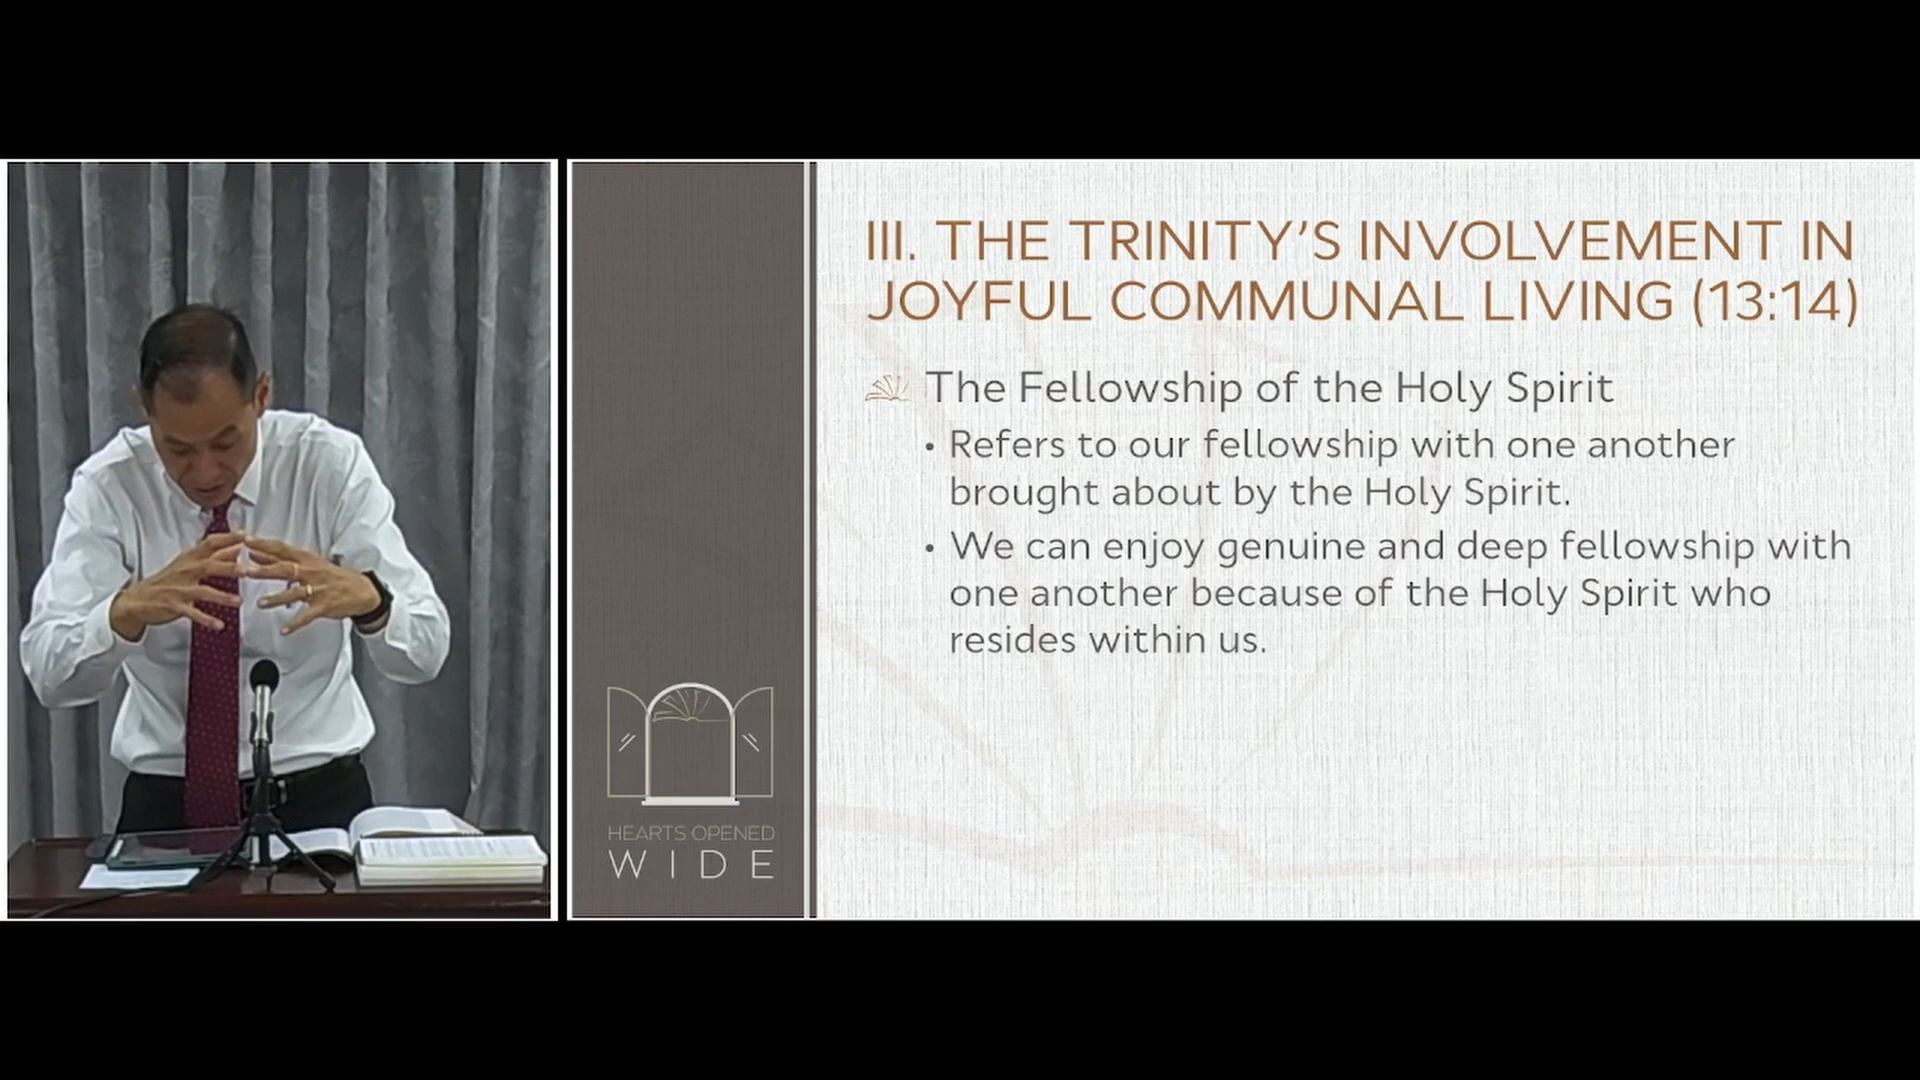 III. THE TRINITY’S INVOLVEMENT IN
JOYFUL COMMUNAL LIVING (13:14)
The Fellowship of the Holy Spirit
• Refers to our fellowship with one another
brought about by the Holy Spirit.
• We can enjoy genuine and deep fellowship with
one another because of the Holy Spirit who
resides within us.
HEARTS OPENED
WIDE